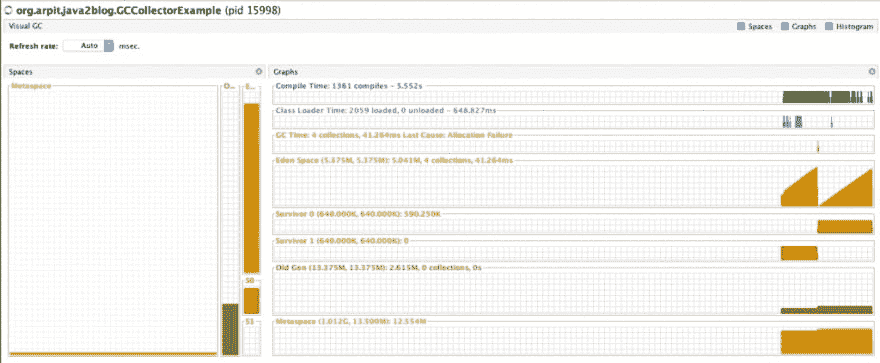 org.arpit.java2blog.GCCollectorExample (pid 15998)
Visual GC
Spaces Graphs Histogram
Refresh rate: Auto msec.
Spaces
Graphs
Metaspace
O...
E...
S0
S1
Compile Time: 1361 compiles - 5.552s
Class Loader Time: 2059 loaded, 0 unloaded - 648.827ms
GC Time: 4 collections, 41.264ms Last Cause: Allocation Failure
Eden Space (5.375M, 5.375M): 5.041M, 4 collections, 41.264ms
Survivor 0 (640.000K, 640.000K): 590.250K
Survivor 1 (640.000K, 640.000K): 0
Old Gen (13.375M, 13.375M): 2.615M, 0 collections, 0s
Metaspace (1.012G, 13.500M): 12.554M